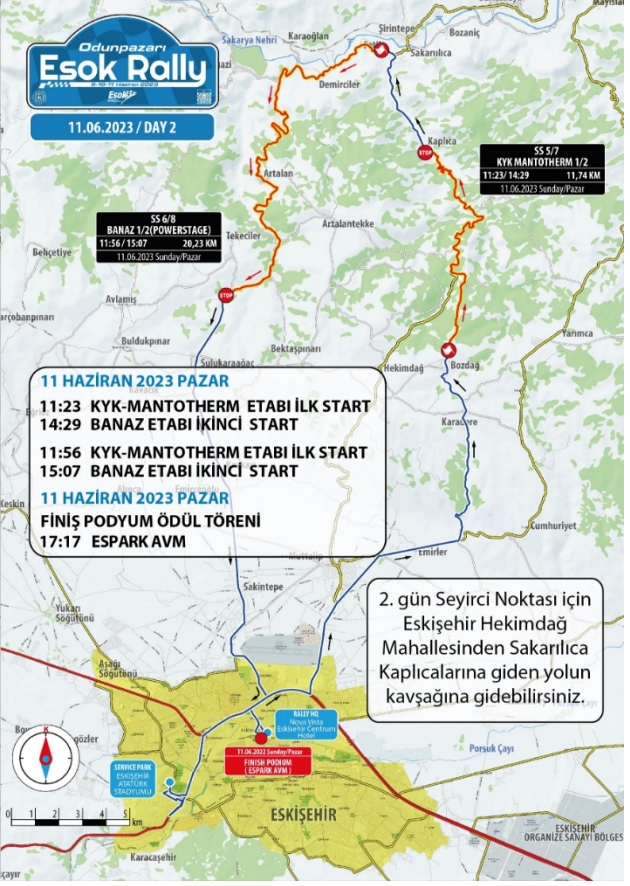 Odunpazarı
Esok Rally
9-10-11 Haziran 2023
11.06.2023 / DAY 2
Sakarya Nehri
Karaoğlan
Şirintepe
Bozaniç
Sakarılıca
Demirciler
Kaplıca
STOP
SS 5/7
KYK MANTOTHERM 1/2
11:23/ 14:29 11,74 KM
11.06.2023 Sunday/Pazar
Artalan
SS 6/8
BANAZ 1/2(POWERSTAGE)
11:56 / 15:07 20,23 KM
11.06.2023 Sunday/Pazar
Tekeciler
Artalantekke
Behçetiye
Avlamış
STOP
Buldukpınar
Bektaşpınarı
Yarımca
Sulukaraağaç
Hekimdağ
Bozdağ
Karadere
11 HAZİRAN 2023 PAZAR
11:23 KYK-MANTOTHERM ETABI İLK START
14:29 BANAZ ETABI İKİNCİ START
11:56 KYK-MANTOTHERM ETABI İLK START
15:07 BANAZ ETABI İKİNCİ START
11 HAZİRAN 2023 PAZAR
FİNİŞ PODYUM ÖDÜL TÖRENİ
17:17 ESPARK AVM
Keskin
Cumhuriyet
Muttalip
Emirler
Sakintepe
2. gün Seyirci Noktası için
Eskişehir Hekimdağ
Mahallesinden Sakarılıca
Kaplıcalarına giden yolun
kavşağına gidebilirsiniz.
Yukarı
Söğütönü
Aşağı
Söğütönü
RALLY HQ
Nova Vista
Eskisehir Centrum
Hotel
11.06.2022 Sunday/Pazar
FINISH PODIUM
( ESPARK AVM )
SERVICE PARK
ESKİŞEHİR
ATATÜRK
STADYUMU
Porsuk Çayı
0 1 2 3 4 5
km
ESKİŞEHİR
ESKİŞEHİR
ORGANİZE SANAYİ BÖLGES
Karacaşehir